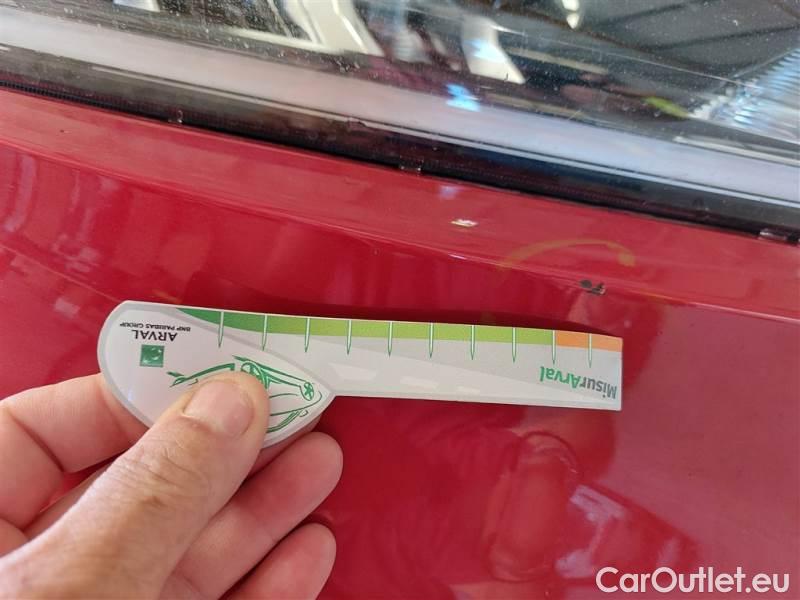 ARVAL
BNP PARIBAS GROUP
MisurArval
CarOutlet.eu